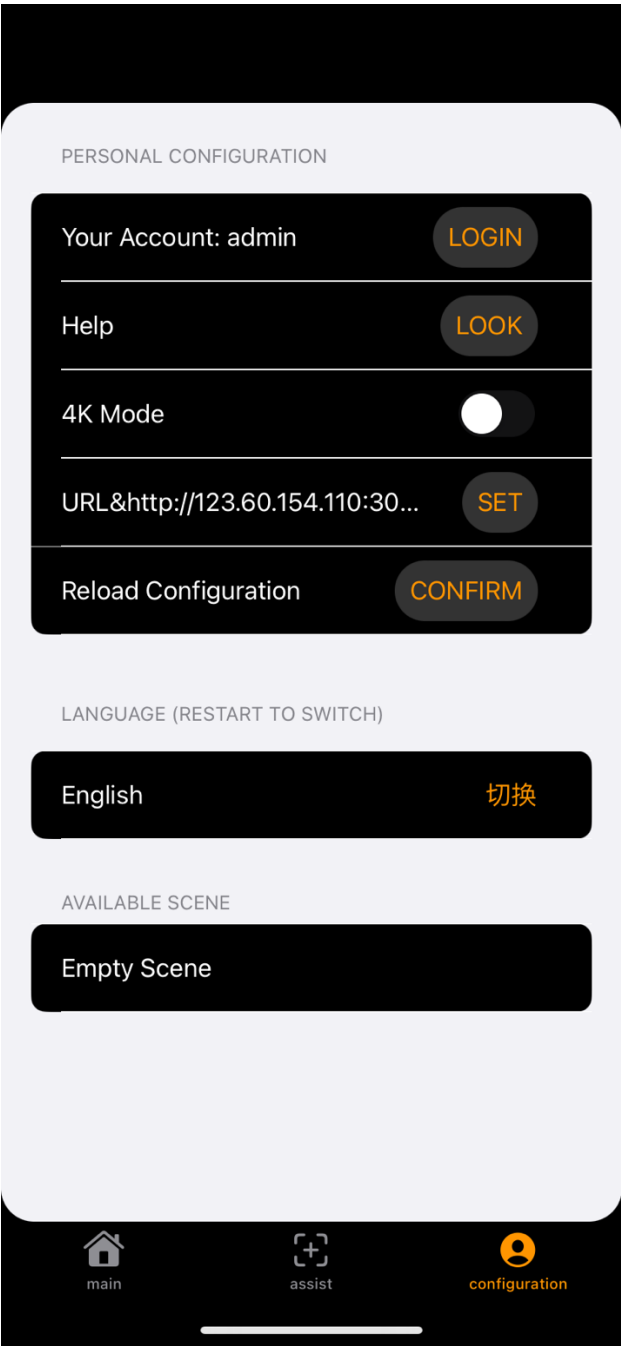 PERSONAL CONFIGURATION
Your Account: admin LOGIN
Help LOOK
4K Mode
URL&http://123.60.154.110:30... SET
Reload Configuration CONFIRM
LANGUAGE (RESTART TO SWITCH)
English 切换
AVAILABLE SCENE
Empty Scene
main assist configuration